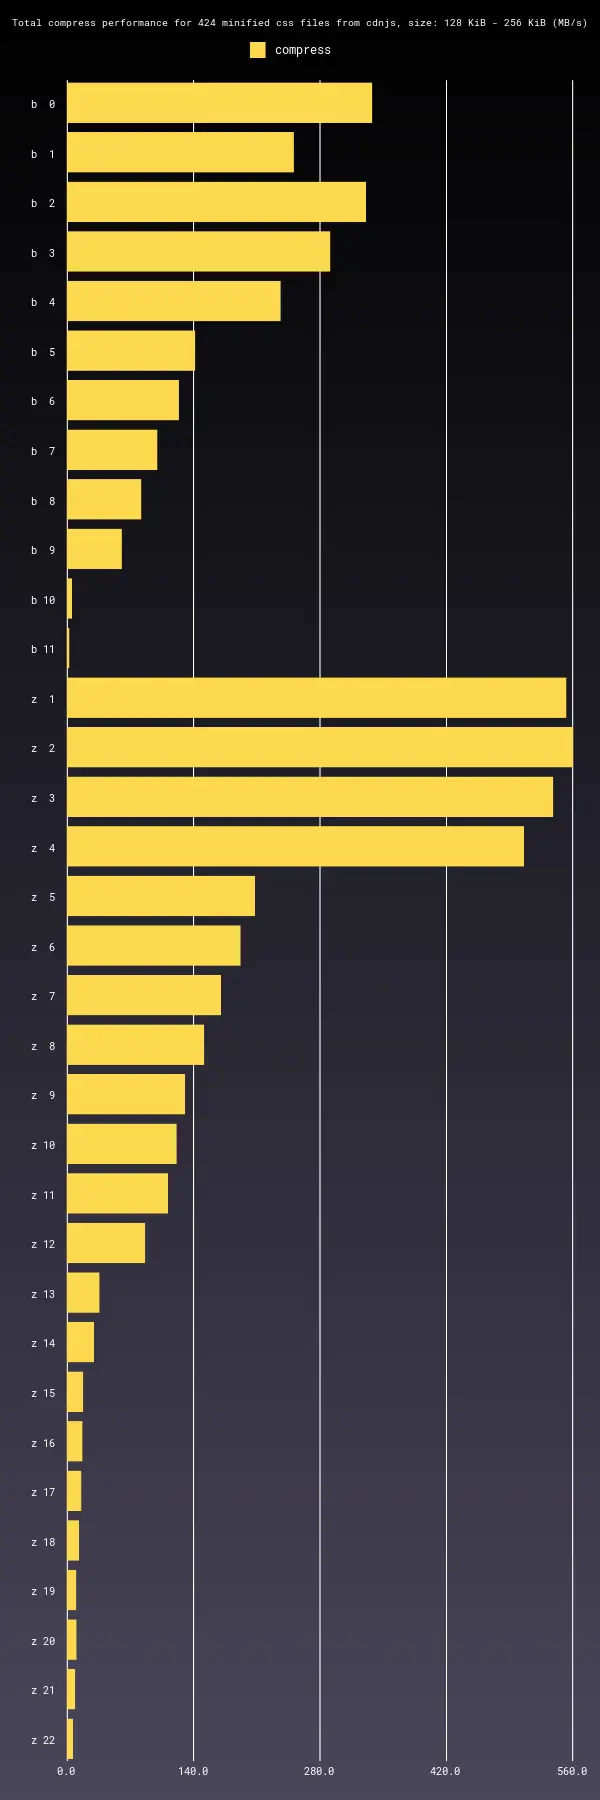 Total compress performance for 424 minified css files from cdnjs, size: 128 KiB - 256 KiB (MB/s)
compress
b 0
b 1
b 2
b 3
b 4
b 5
b 6
b 7
b 8
b 9
b 10
b 11
z 1
z 2
z 3
z 4
z 5
z 6
z 7
z 8
z 9
z 10
z 11
z 12
z 13
z 14
z 15
z 16
z 17
z 18
z 19
z 20
z 21
z 22
0.0 140.0 280.0 420.0 560.0